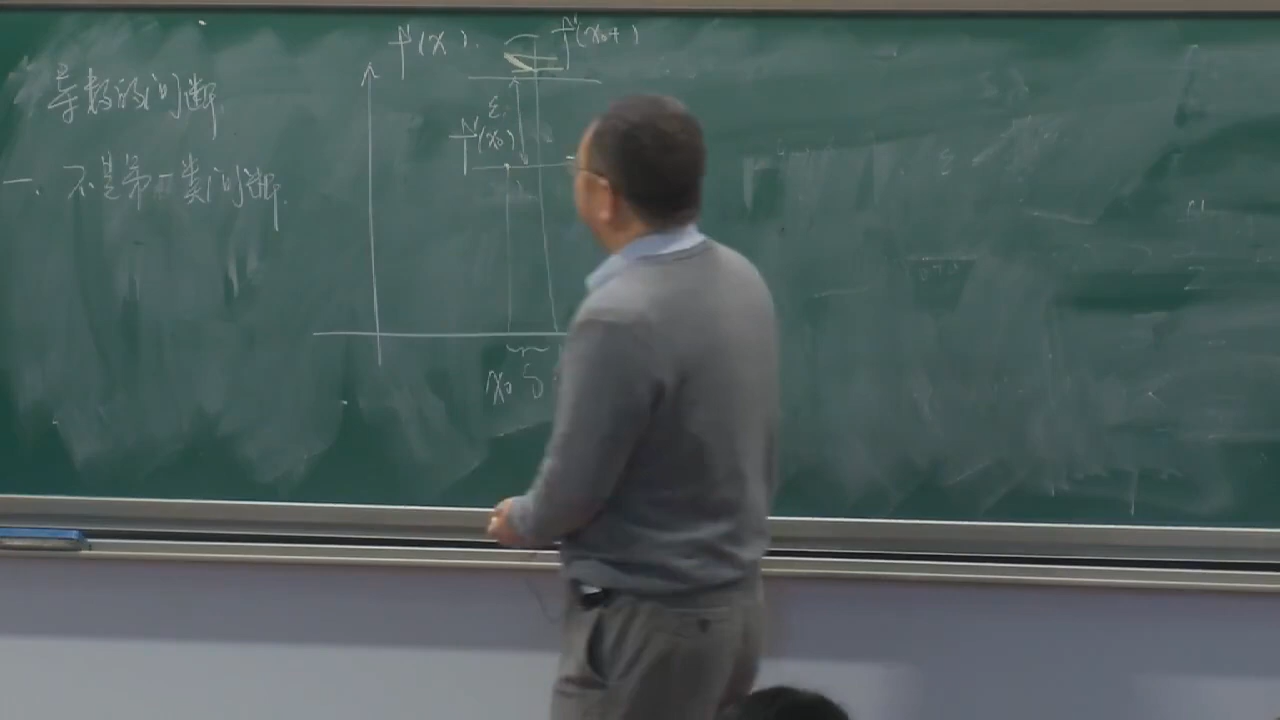 导数的间断
一、不是第一类间断.
f'(x).
f'(x₀+)
ε
f'(x₀)
x₀ δ